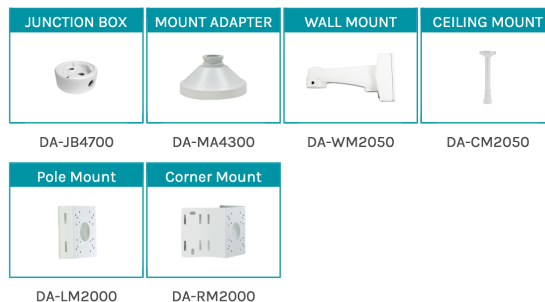 JUNCTION BOX
MOUNT ADAPTER
WALL MOUNT
CEILING MOUNT
DA-JB4700
DA-MA4300
DA-WM2050
DA-CM2050
Pole Mount
Corner Mount
DA-LM2000
DA-RM2000